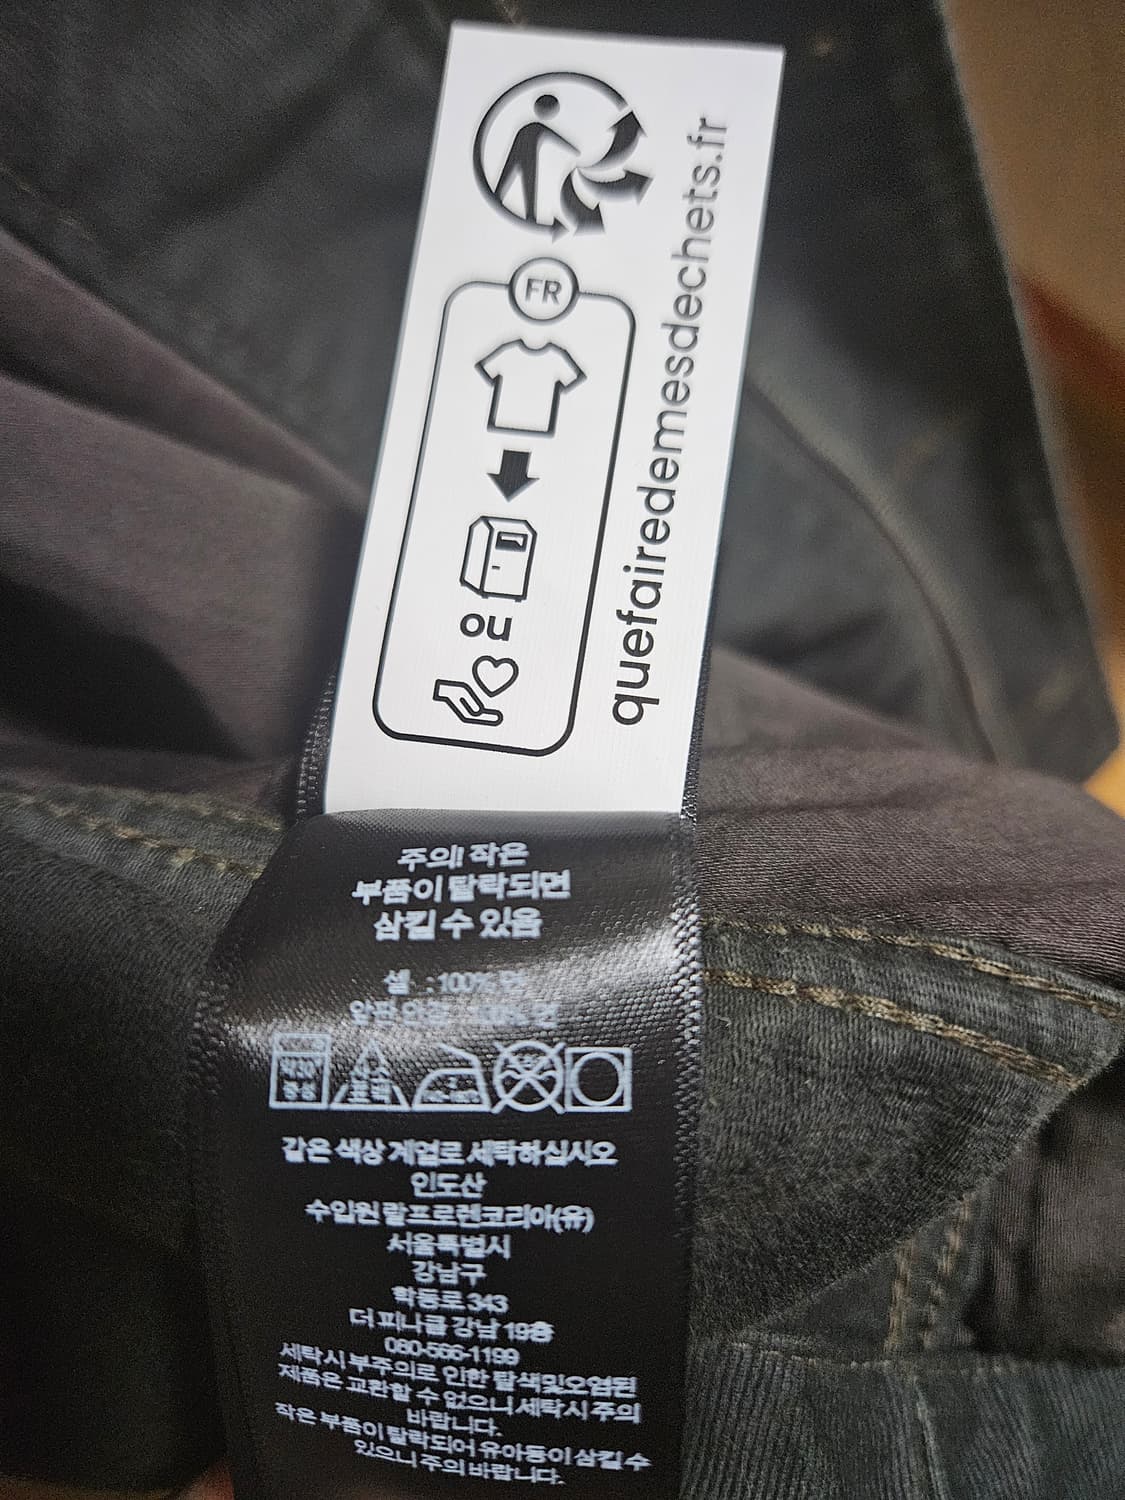 FR
ou
quefairedemesdechets.fr
주의! 작은
부품이 탈락되면
삼킬 수 있음
셀 : 100% 면
같은 색상 계열로 세탁하십시오
인도산
수입원 랄프로렌코리아(유)
서울특별시
강남구
학동로 343
더 피나클 강남 19층
080-566-1199
세탁시 부주의로 인한 탈색및오염된
제품은 교환할 수 없으니 세탁시 주의
바랍니다.
작은 부품이 탈락되어 유아동이 삼킬 수
있으니 주의 바랍니다.